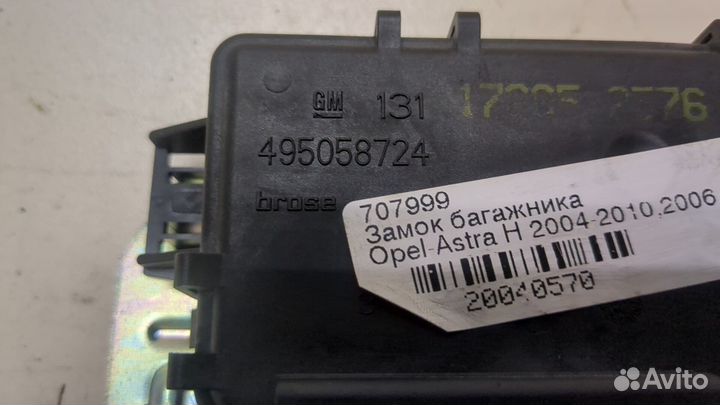 GM 131
495058724
brose
707999
Замок багажника
Opel-Astra H 2004-2010,2006
20040570
Avito